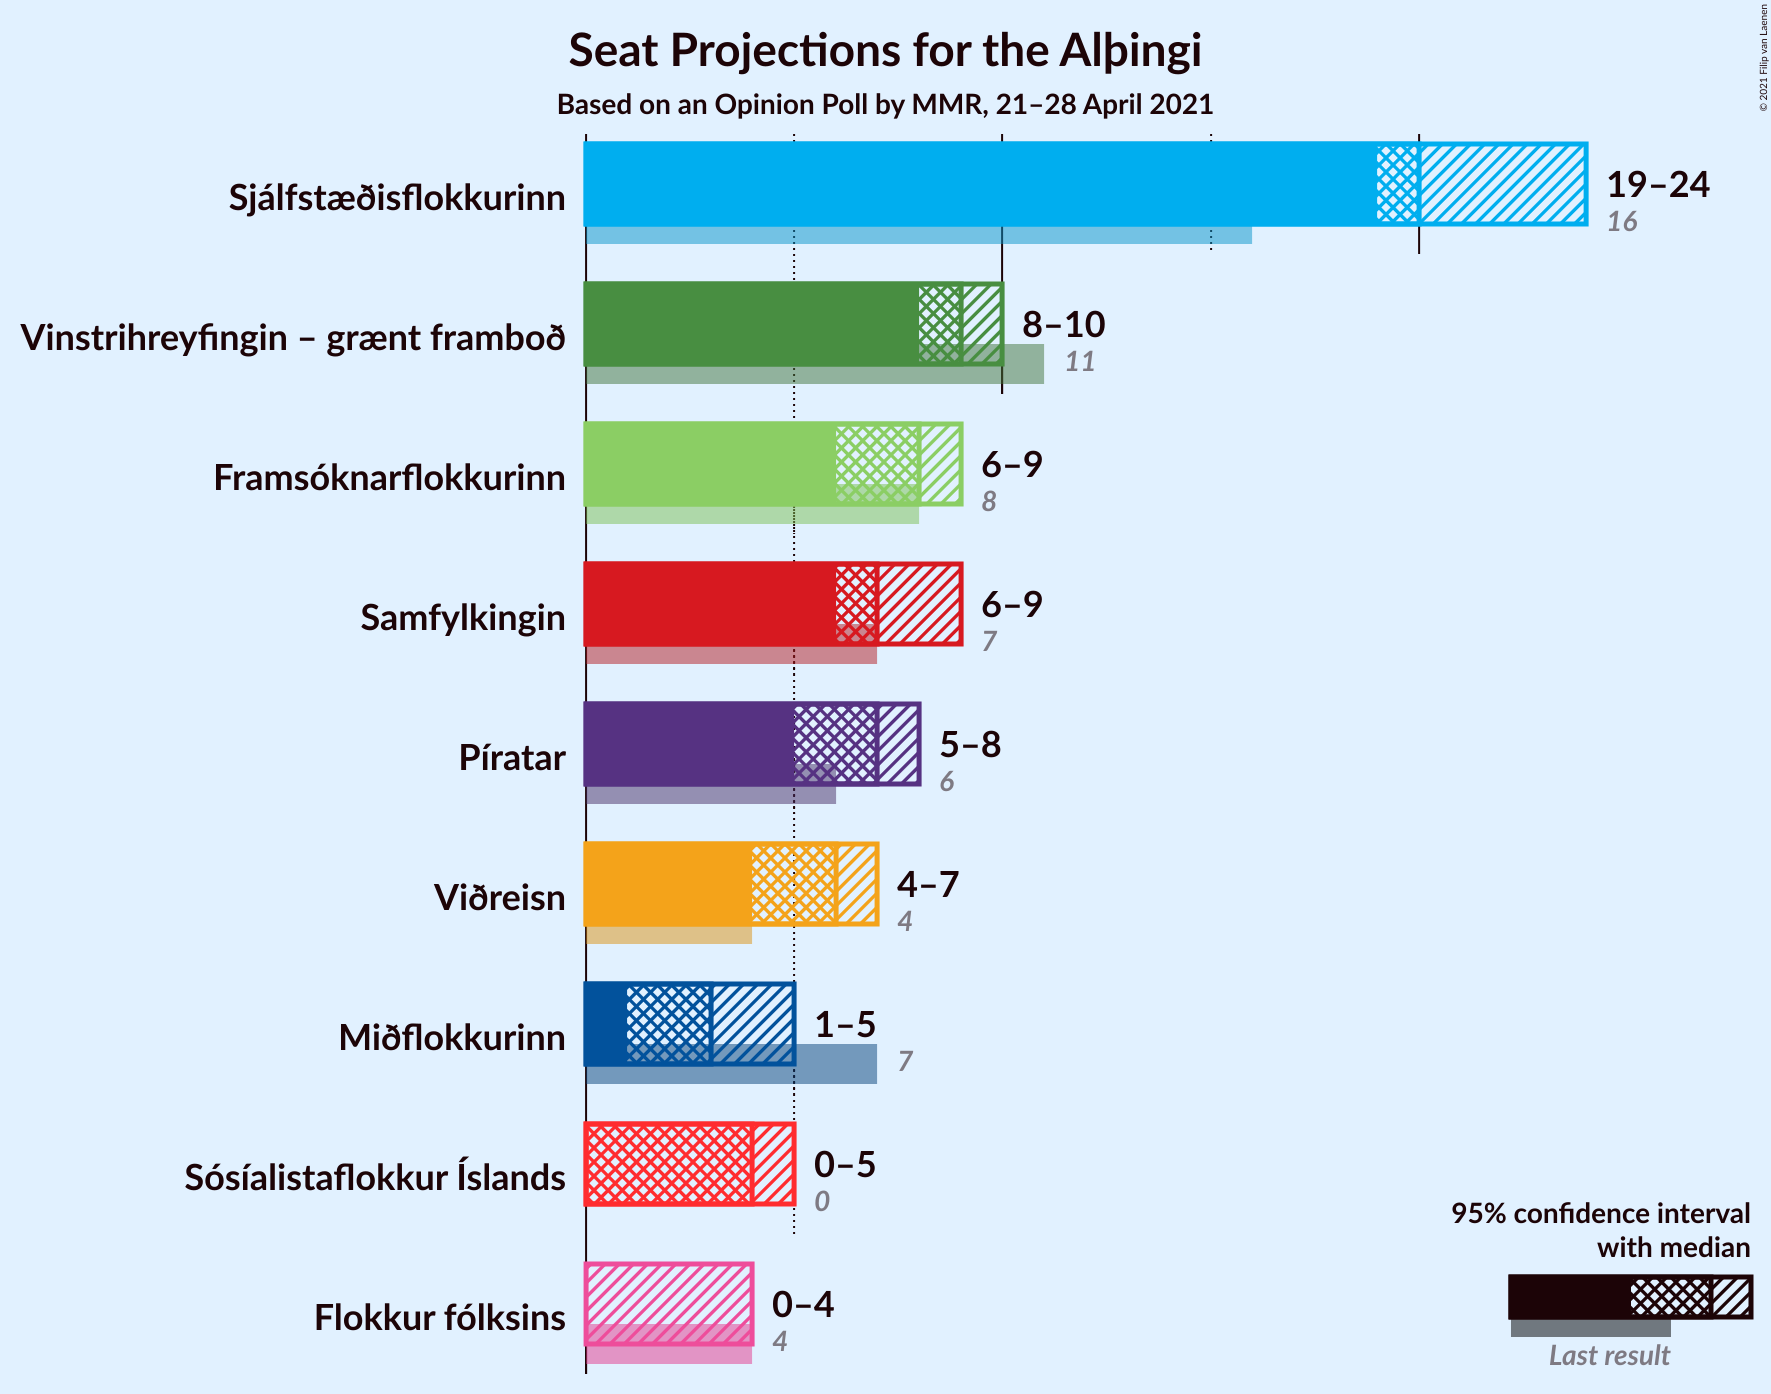 Seat Projections for the Alþingi
Based on an Opinion Poll by MMR, 21–28 April 2021
© 2021 Filip van Laenen
Sjálfstæðisflokkurinn
19–24
16
Vinstrihreyfingin – grænt framboð
8–10
11
Framsóknarflokkurinn
6–9
8
Samfylkingin
6–9
7
Píratar
5–8
6
Viðreisn
4–7
4
Miðflokkurinn
1–5
7
Sósíalistaflokkur Íslands
0–5
0
Flokkur fólksins
0–4
4
95% confidence interval
with median
Last result